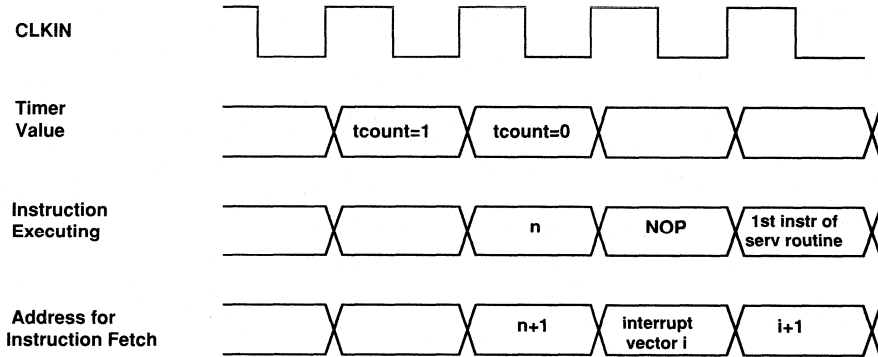 CLKIN
Timer
Value
tcount=1
tcount=0
Instruction
Executing
n
NOP
1st instr of
serv routine
Address for
Instruction Fetch
n+1
interrupt
vector i
i+1